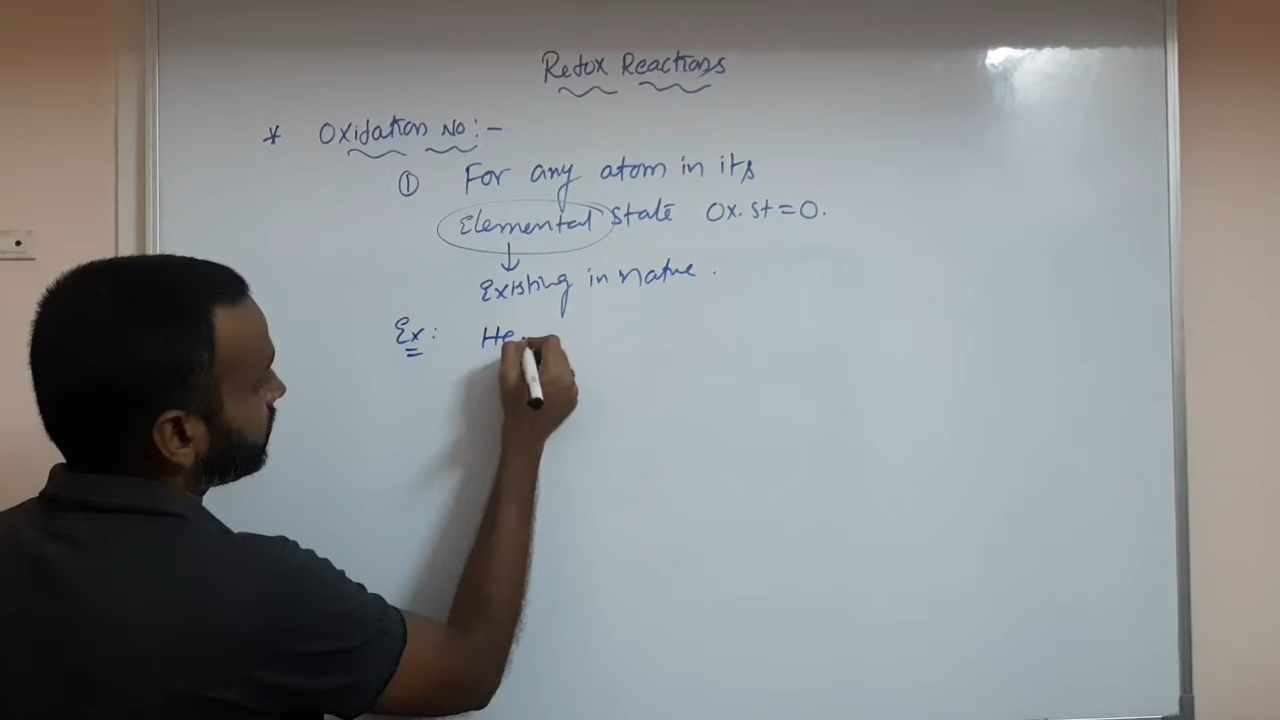 Redox Reactions
* Oxidation No:-
① For any atom in its
Elemental state Ox. st = 0.
↓
Existing in nature.
Ex: He